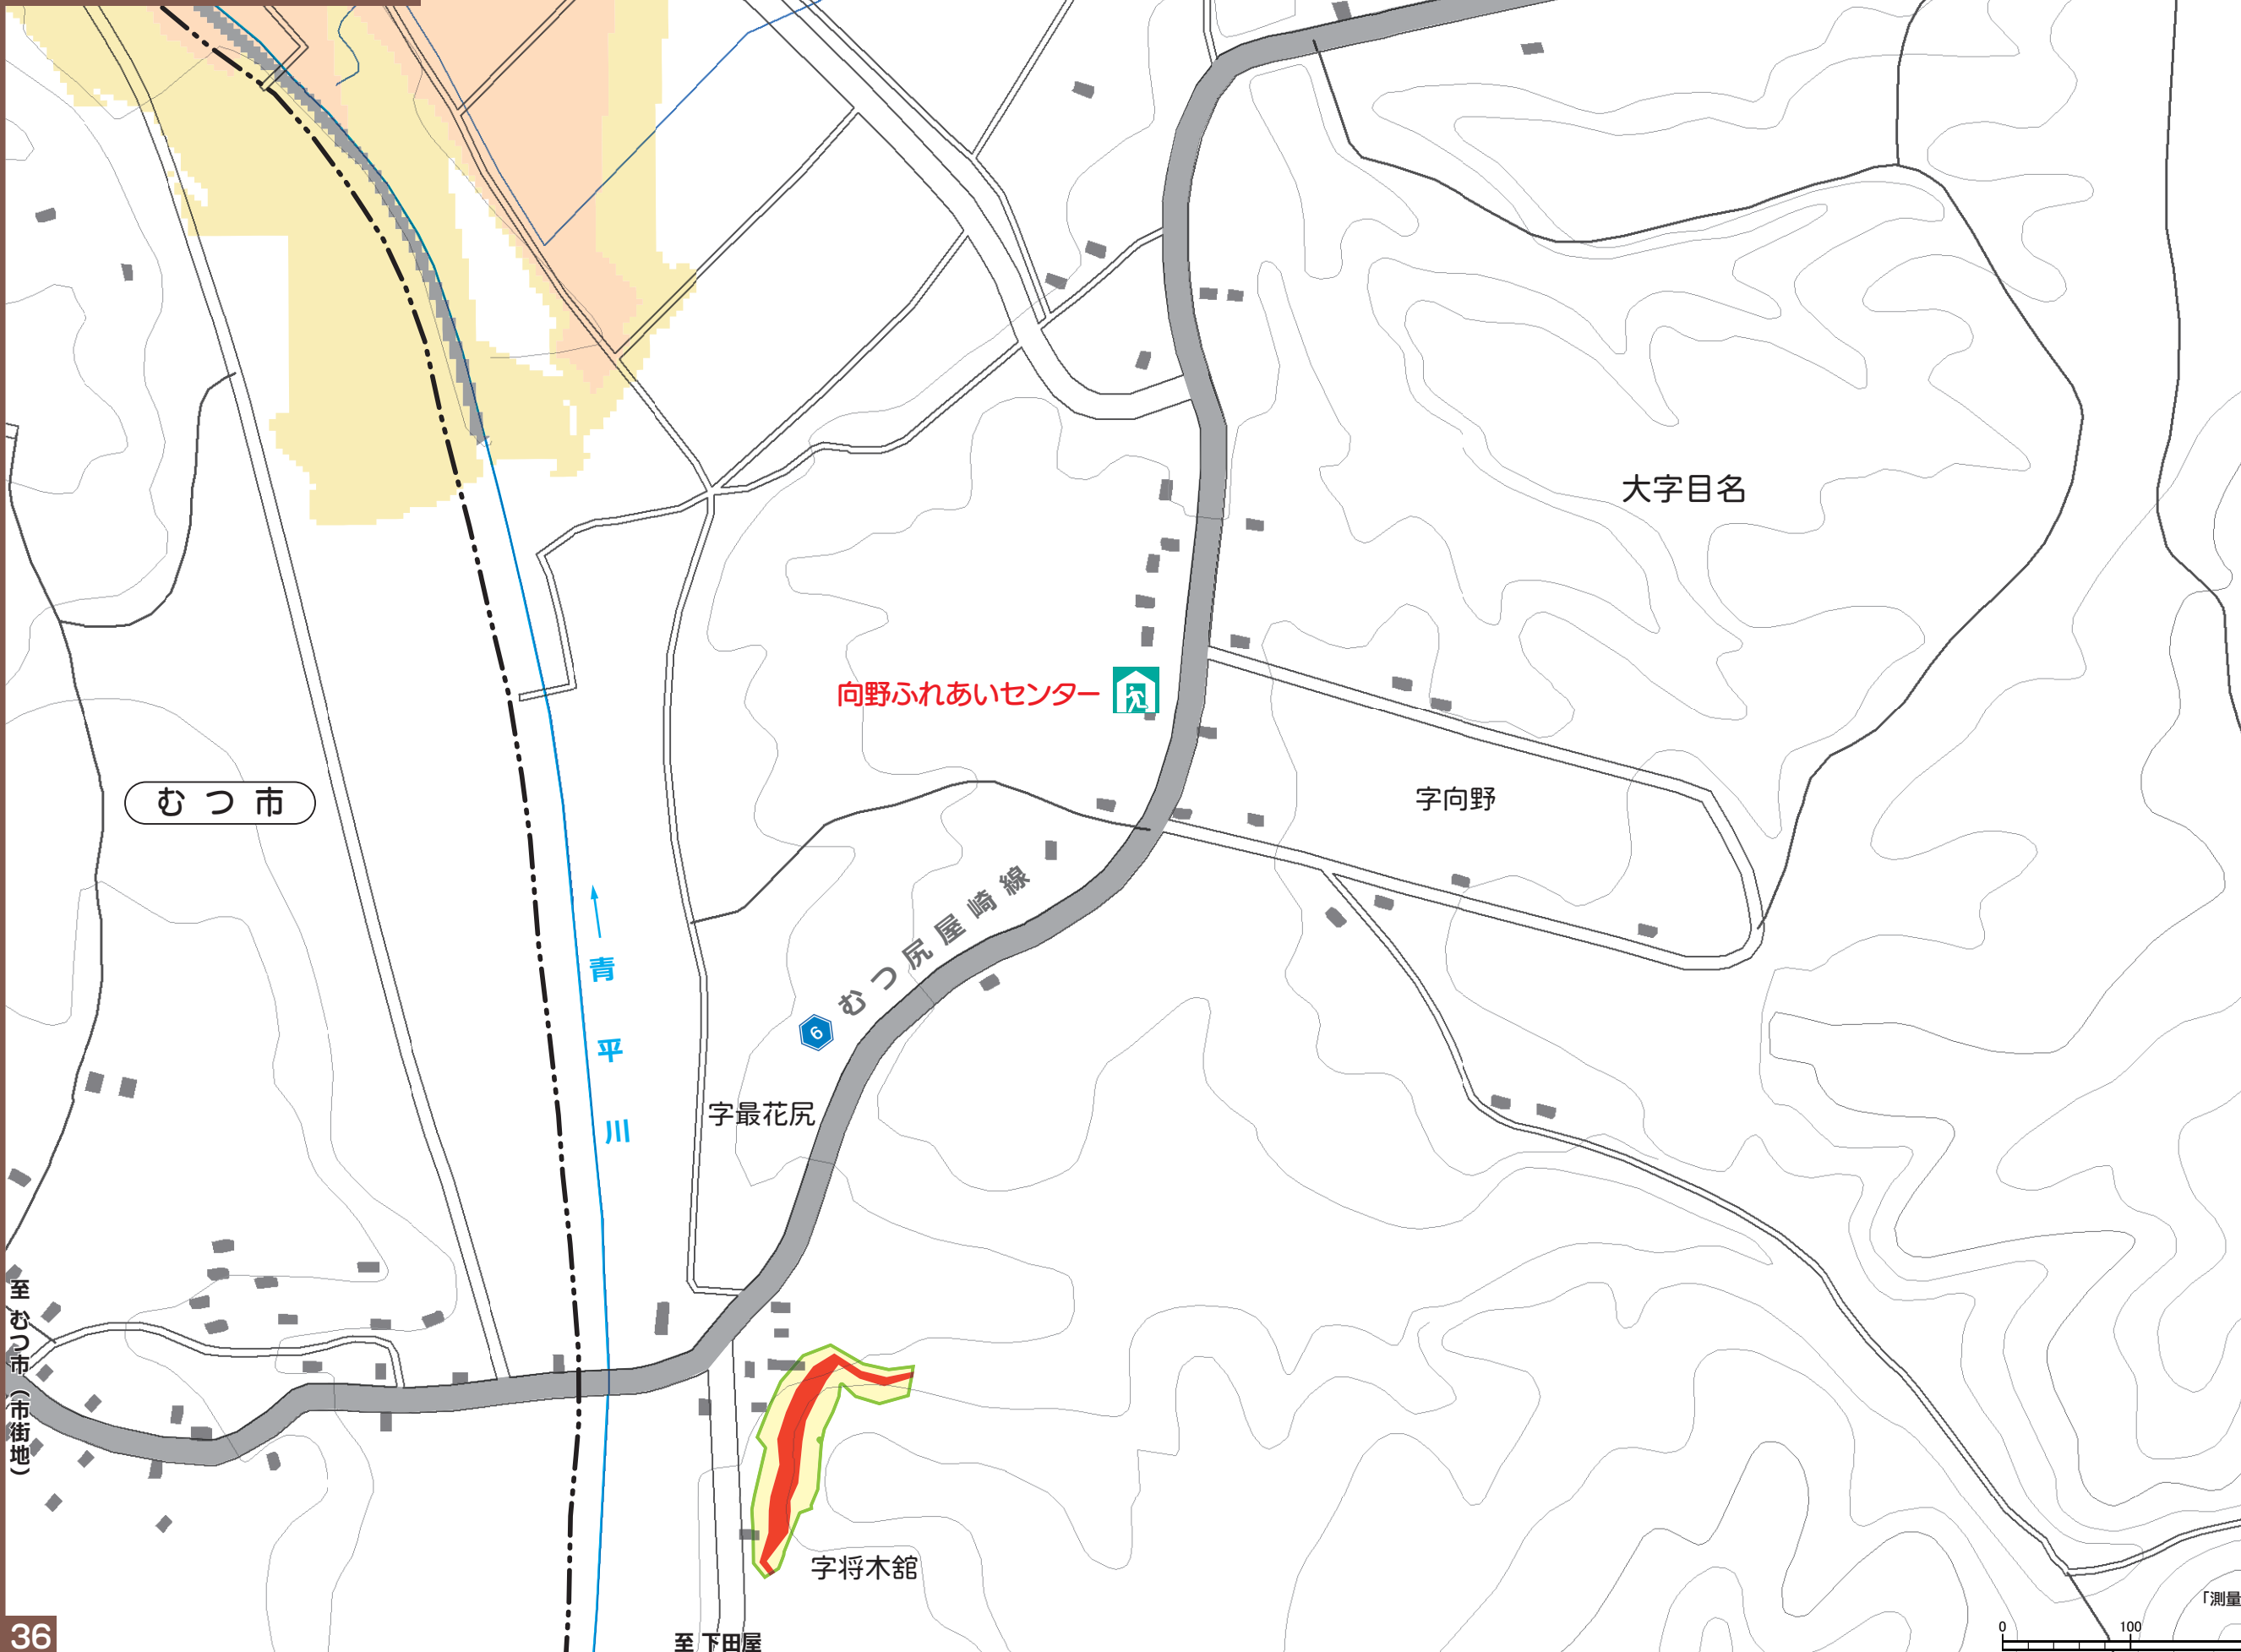 大字目名
向野ふれあいセンター
むつ市
字向野
むつ尻屋崎線
6
青平川
字最花尻
至 むつ市（市街地）
字将木舘
至 下田屋
「測量
0 100
36